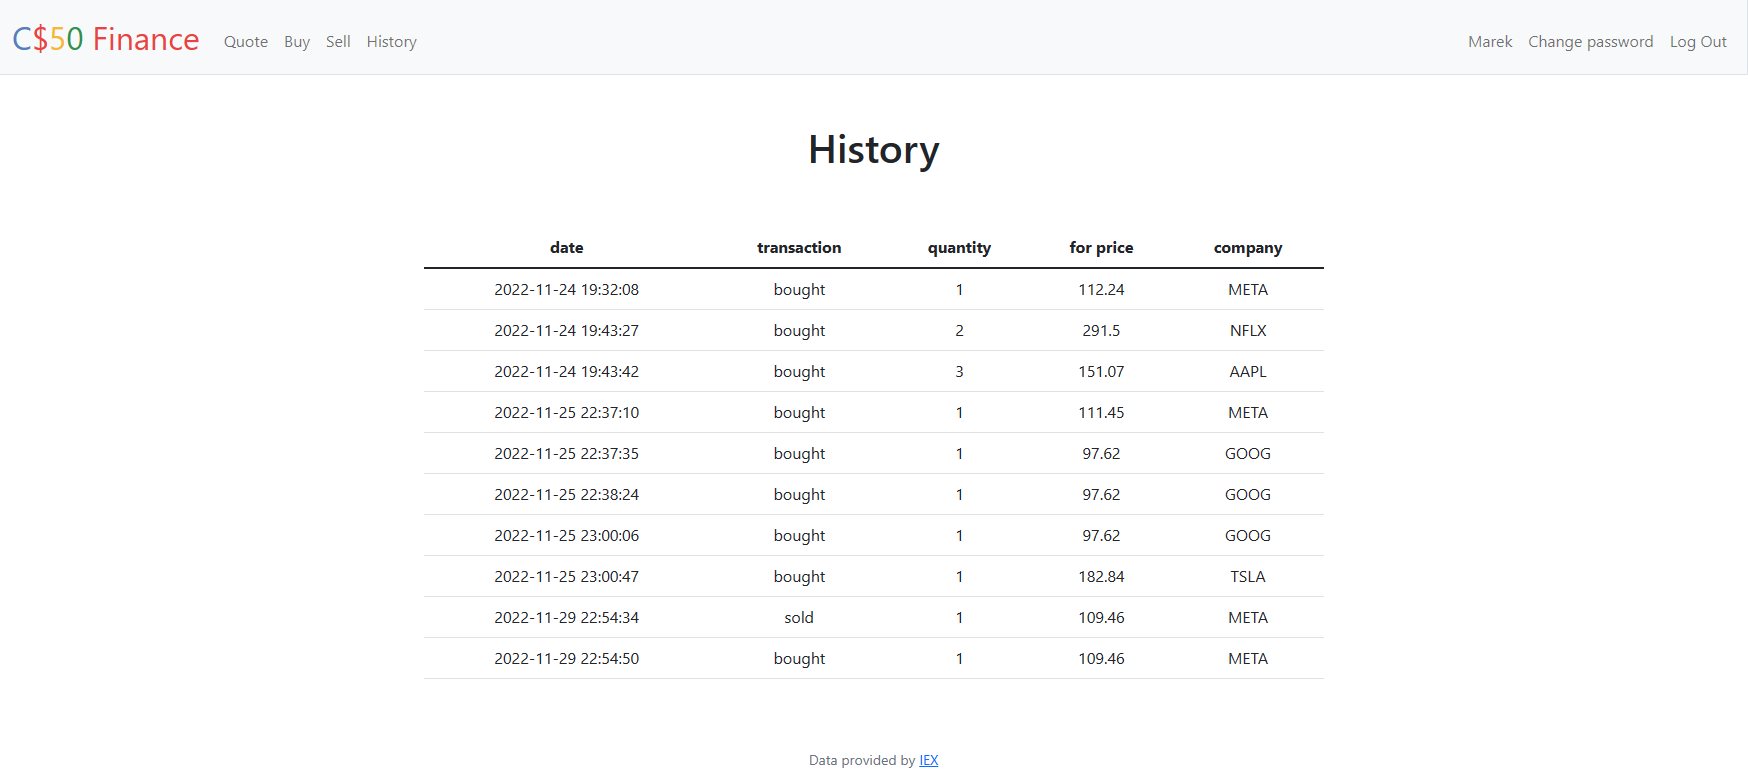 C$50 Finance Quote Buy Sell History Marek Change password Log Out
History
date transaction quantity for price company
2022-11-24 19:32:08 bought 1 112.24 META
2022-11-24 19:43:27 bought 2 291.5 NFLX
2022-11-24 19:43:42 bought 3 151.07 AAPL
2022-11-25 22:37:10 bought 1 111.45 META
2022-11-25 22:37:35 bought 1 97.62 GOOG
2022-11-25 22:38:24 bought 1 97.62 GOOG
2022-11-25 23:00:06 bought 1 97.62 GOOG
2022-11-25 23:00:47 bought 1 182.84 TSLA
2022-11-29 22:54:34 sold 1 109.46 META
2022-11-29 22:54:50 bought 1 109.46 META
Data provided by IEX